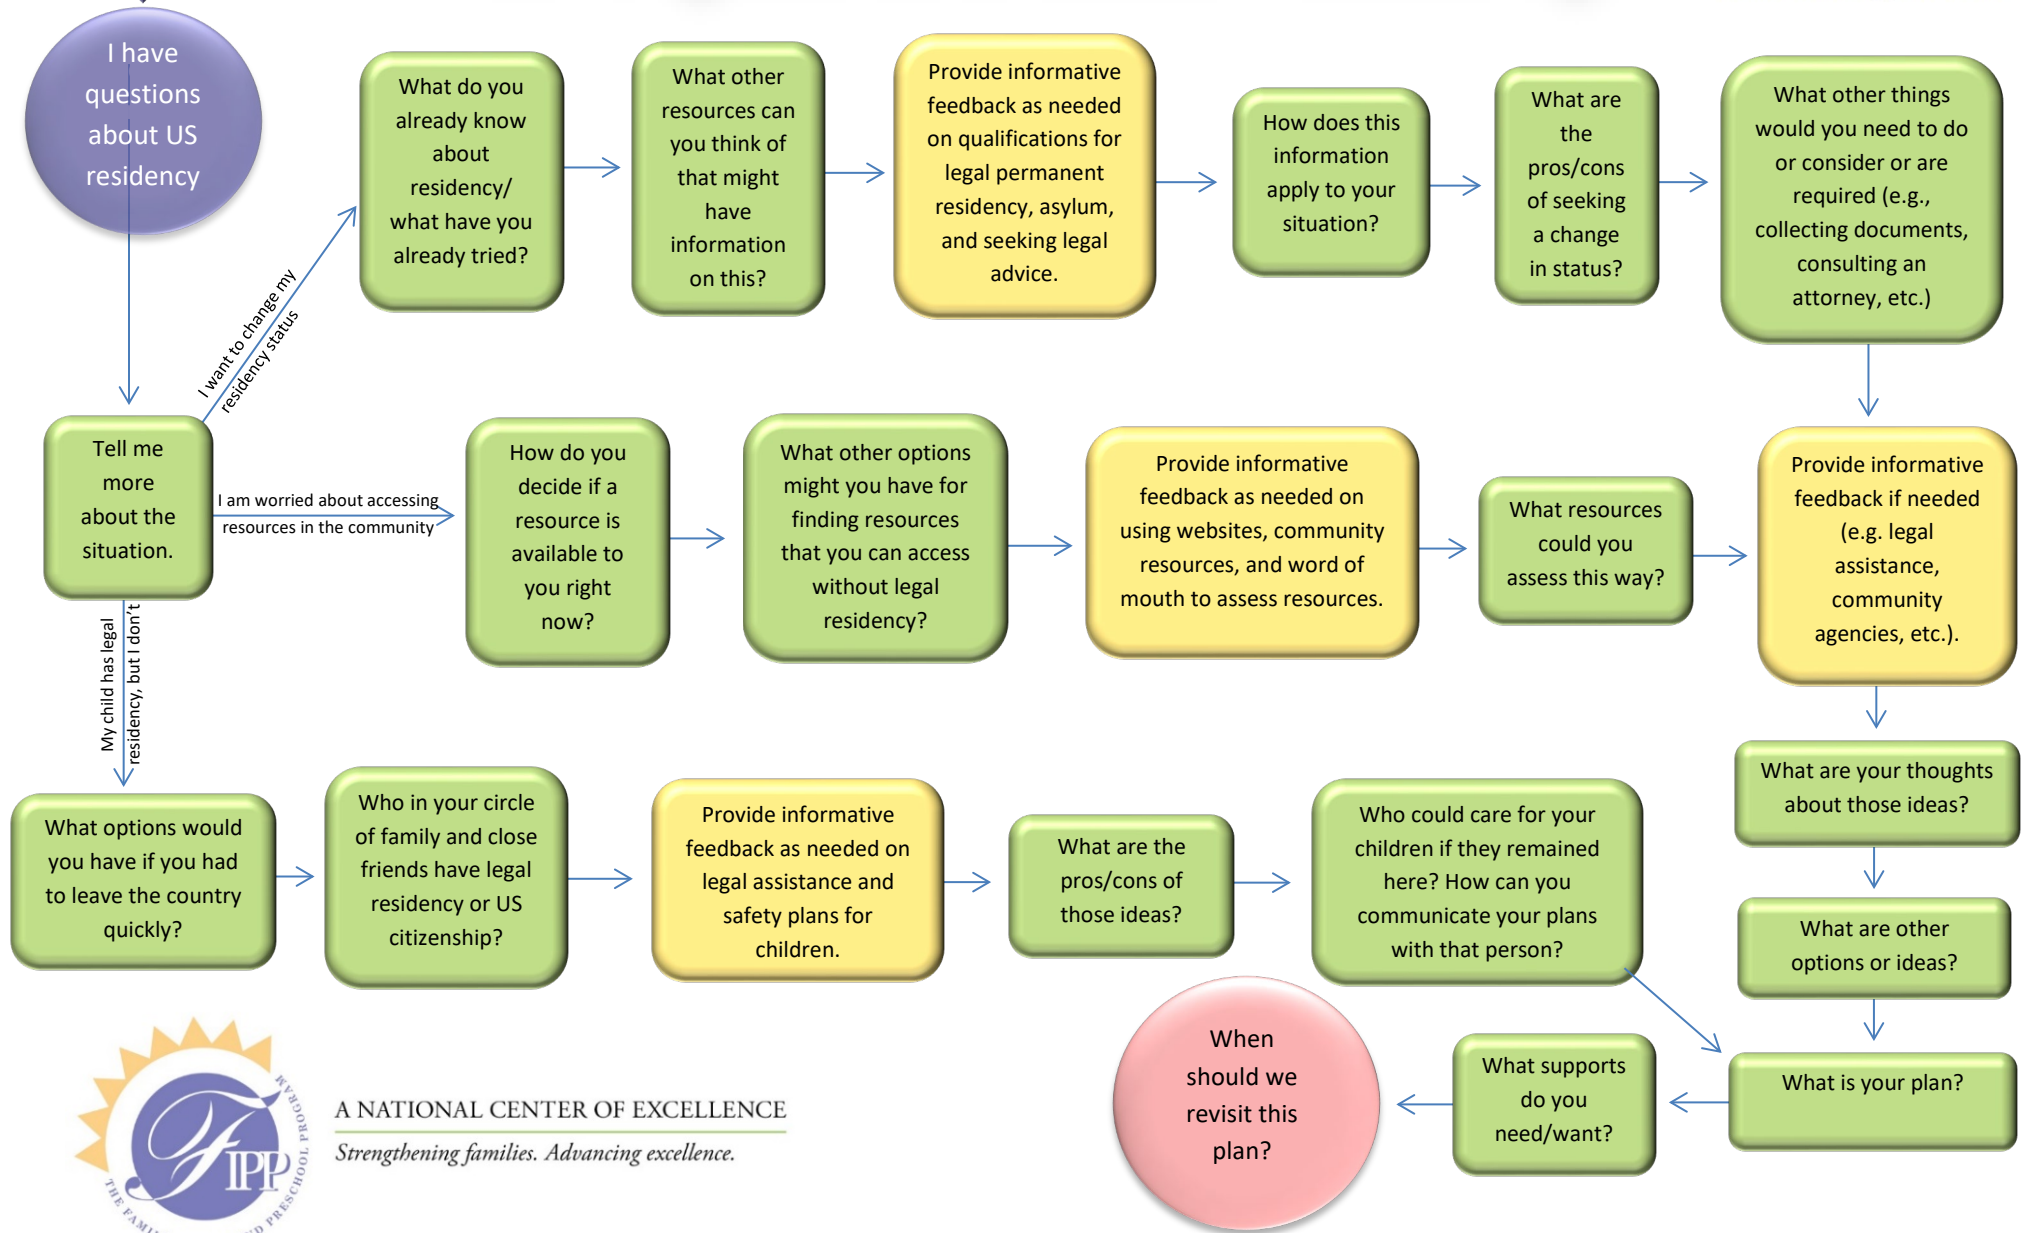 I have
questions
about US
residency
What do you
already know
about
residency/
what have you
already tried?
What other
resources can
you think of
that might
have
information
on this?
Provide informative
feedback as needed
on qualifications for
legal permanent
residency, asylum,
and seeking legal
advice.
How does this
information
apply to your
situation?
What are
the
pros/cons
of seeking
a change
in status?
What other things
would you need to do
or consider or are
required (e.g.,
collecting documents,
consulting an
attorney, etc.)
I want to change my
residency status
Tell me
more
about the
situation.
I am worried about accessing
resources in the community
How do you
decide if a
resource is
available to
you right
now?
What other options
might you have for
finding resources
that you can access
without legal
residency?
Provide informative
feedback as needed on
using websites, community
resources, and word of
mouth to assess resources.
What resources
could you
assess this way?
Provide informative
feedback if needed
(e.g. legal
assistance,
community
agencies, etc.).
My child has legal
residency, but I don't
What options would
you have if you had
to leave the country
quickly?
Who in your circle
of family and close
friends have legal
residency or US
citizenship?
Provide informative
feedback as needed on
legal assistance and
safety plans for
children.
What are the
pros/cons of
those ideas?
Who could care for your
children if they remained
here? How can you
communicate your plans
with that person?
What are your thoughts
about those ideas?
What are other
options or ideas?
What is your plan?
What supports
do you
need/want?
When
should we
revisit this
plan?
FIPP
THE FAMI PRESCHOOL PROGRAM
A NATIONAL CENTER OF EXCELLENCE
Strengthening families. Advancing excellence.